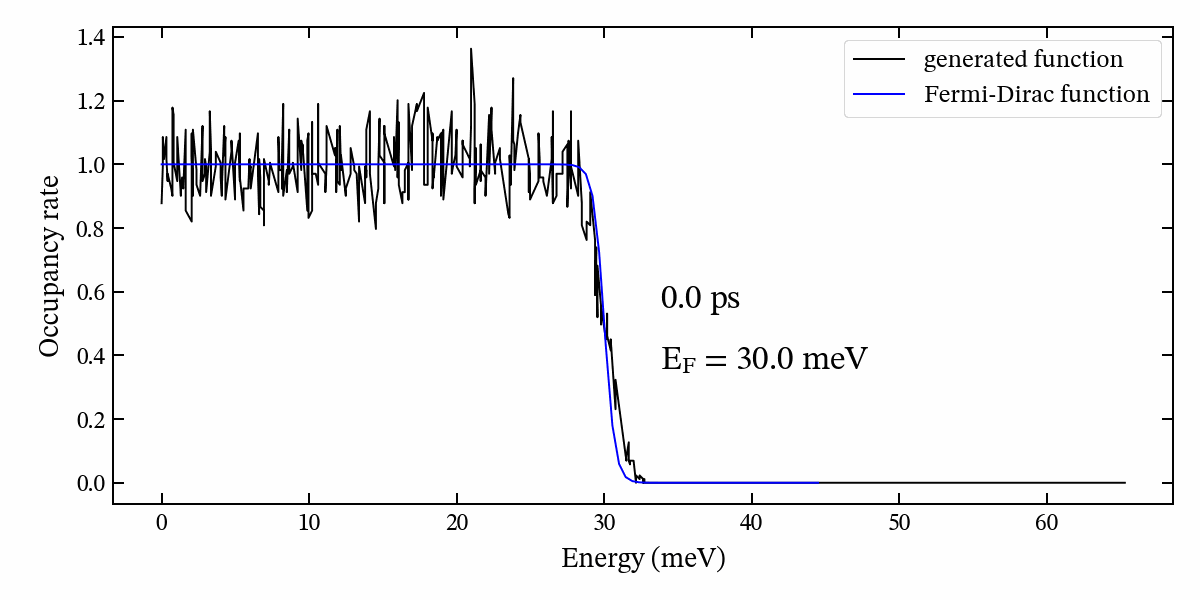 1.4
1.2
1.0
0.8
0.6
0.4
0.2
0.0
Occupancy rate
generated function
Fermi-Dirac function
0.0 ps
E_F = 30.0 meV
0 10 20 30 40 50 60
Energy (meV)